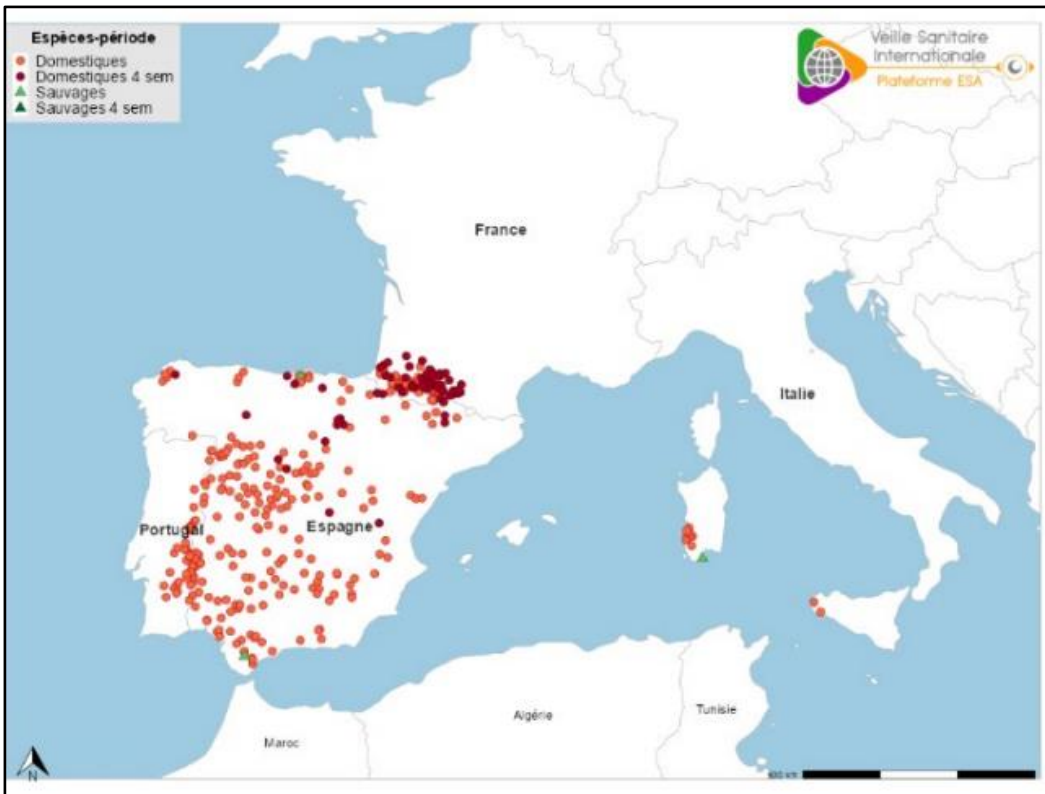 Espèces-période
Domestiques
Domestiques 4 sem
Sauvages
Sauvages 4 sem
Veille Sanitaire
Internationale
Plateforme ESA
France
Italie
Portugal
Espagne
Maroc
Algérie
Tunisie
N